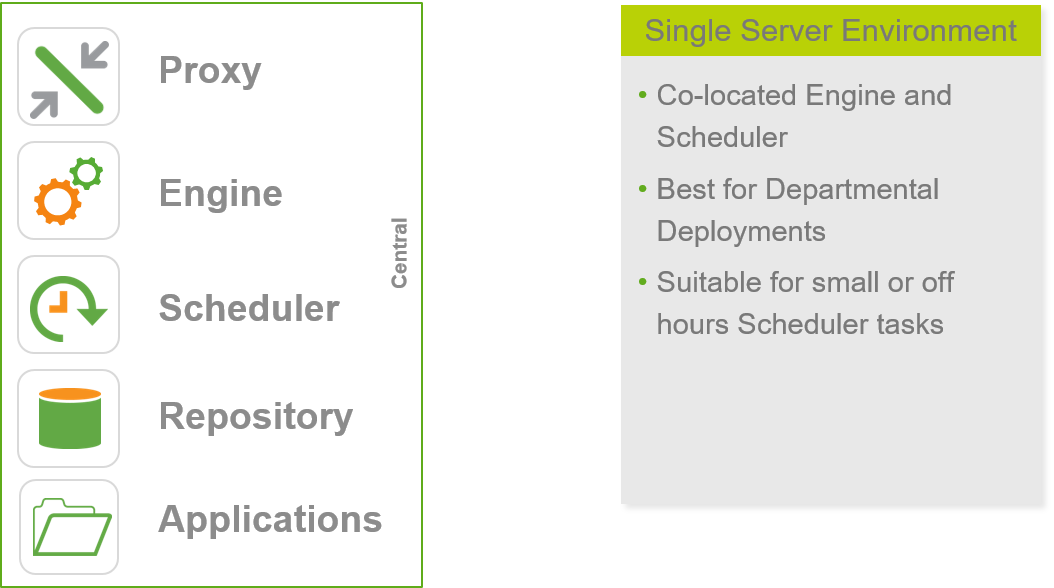 Proxy
Engine
Scheduler
Repository
Applications
Central
Single Server Environment
• Co-located Engine and
Scheduler
• Best for Departmental
Deployments
• Suitable for small or off
hours Scheduler tasks